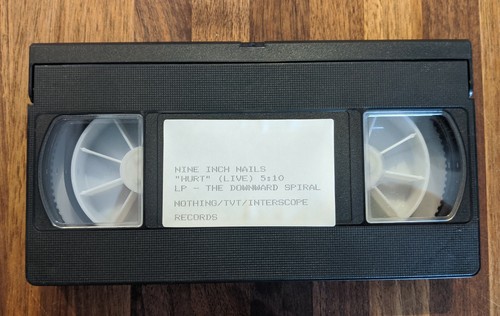 NINE INCH NAILS
"HURT" (LIVE) 5:10
LP - THE DOWNWARD SPIRAL
NOTHING/TVT/INTERSCOPE
RECORDS